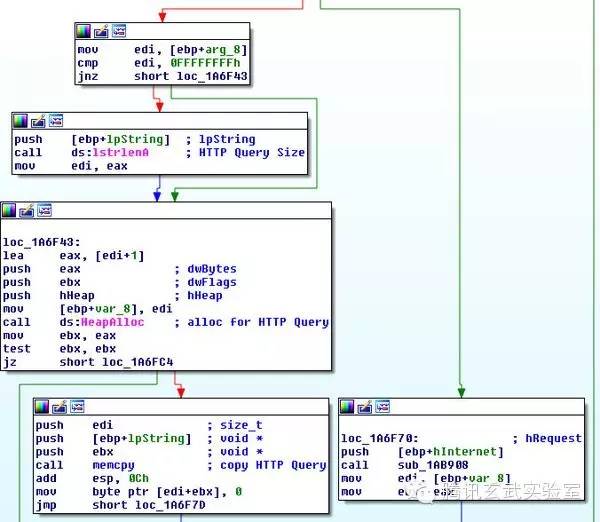 mov     edi, [ebp+arg_8]
cmp     edi, 0FFFFFFFFh
jnz     short loc_1A6F43
push    [ebp+lpString]  ; lpString
call    ds:lstrlenA     ; HTTP Query Size
mov     edi, eax
loc_1A6F43:
lea     eax, [edi+1]
push    eax             ; dwBytes
push    ebx             ; dwFlags
push    hHeap           ; hHeap
mov     [ebp+var_8], edi
call    ds:HeapAlloc    ; alloc for HTTP Query
mov     ebx, eax
test    ebx, ebx
jz      short loc_1A6FC4
push    edi             ; size_t
push    [ebp+lpString]  ; void *
push    ebx             ; void *
call    memcpy          ; copy HTTP Query
add     esp, 0Ch
mov     byte ptr [edi+ebx], 0
jmp     short loc_1A6F7D
loc_1A6F70:             ; hRequest
push    [ebp+hInternet]
call    sub_1AB908
mov     edi, [ebp+var_8]
mov     ebx, eax
腾讯玄武实验室